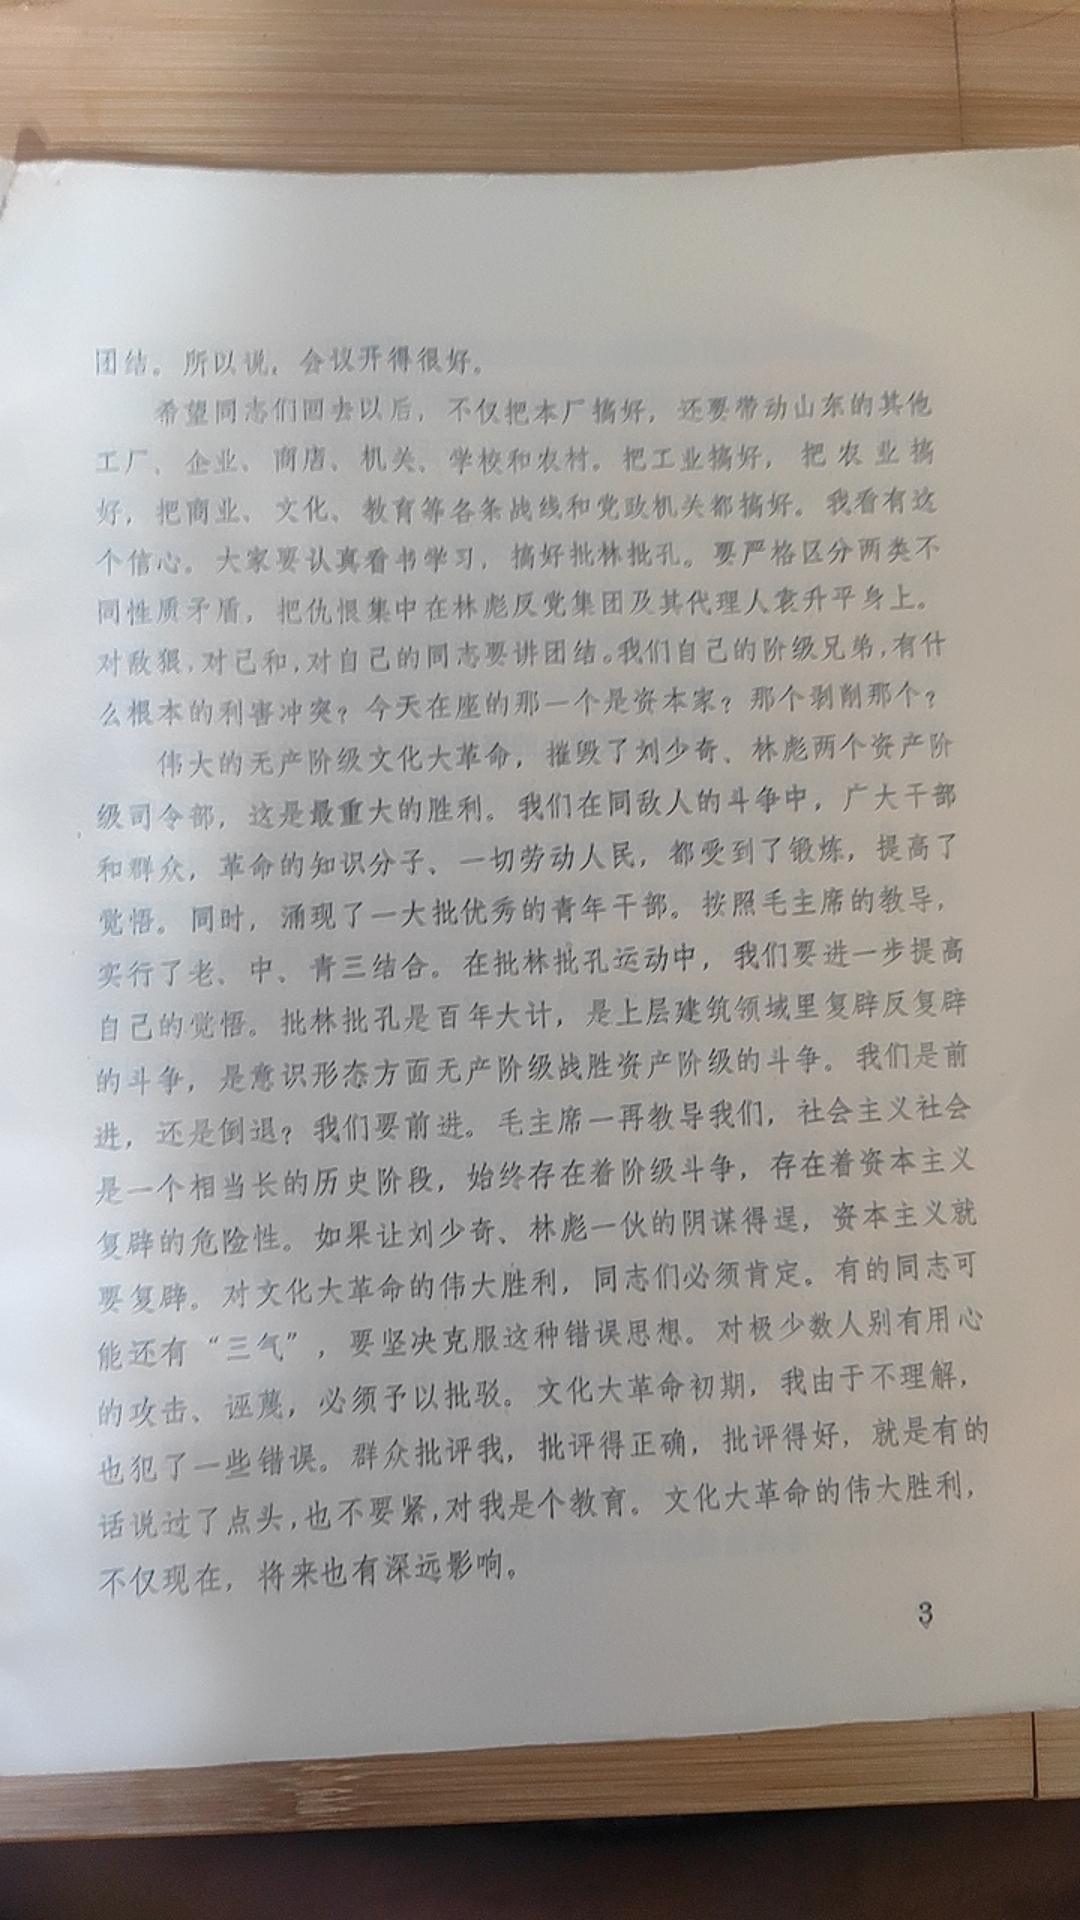 团结。所以说，会议开得很好。
希望同志们回去以后，不仅把本厂搞好，还要带动山东的其他
工厂、企业、商店、机关、学校和农村。把工业搞好，把农业搞
好，把商业、文化、教育等各条战线和党政机关都搞好。我看有这
个信心。大家要认真看书学习，搞好批林批孔。要严格区分两类不
同性质矛盾，把仇恨集中在林彪反党集团及其代理人袁升平身上。
对敌狠，对己和，对自己的同志要讲团结。我们自己的阶级兄弟，有什
么根本的利害冲突？今天在座的那一个是资本家？那个剥削那个？
伟大的无产阶级文化大革命，摧毁了刘少奇、林彪两个资产阶
级司令部，这是最重大的胜利。我们在同敌人的斗争中，广大干部
和群众，革命的知识分子、一切劳动人民，都受到了锻炼，提高了
觉悟。同时，涌现了一大批优秀的青年干部。按照毛主席的教导，
实行了老、中、青三结合。在批林批孔运动中，我们要进一步提高
自己的觉悟。批林批孔是百年大计，是上层建筑领域里复辟反复辟
的斗争，是意识形态方面无产阶级战胜资产阶级的斗争。我们是前
进，还是倒退？我们要前进。毛主席一再教导我们，社会主义社会
是一个相当长的历史阶段，始终存在着阶级斗争，存在着资本主义
复辟的危险性。如果让刘少奇、林彪一伙的阴谋得逞，资本主义就
要复辟。对文化大革命的伟大胜利，同志们必须肯定。有的同志可
能还有“三气”，要坚决克服这种错误思想。对极少数人别有用心
的攻击、诬蔑，必须予以批驳。文化大革命初期，我由于不理解，
也犯了一些错误。群众批评我，批评得正确，批评得好，就是有的
话说过了点头，也不要紧，对我是个教育。文化大革命的伟大胜利，
不仅现在，将来也有深远影响。
3